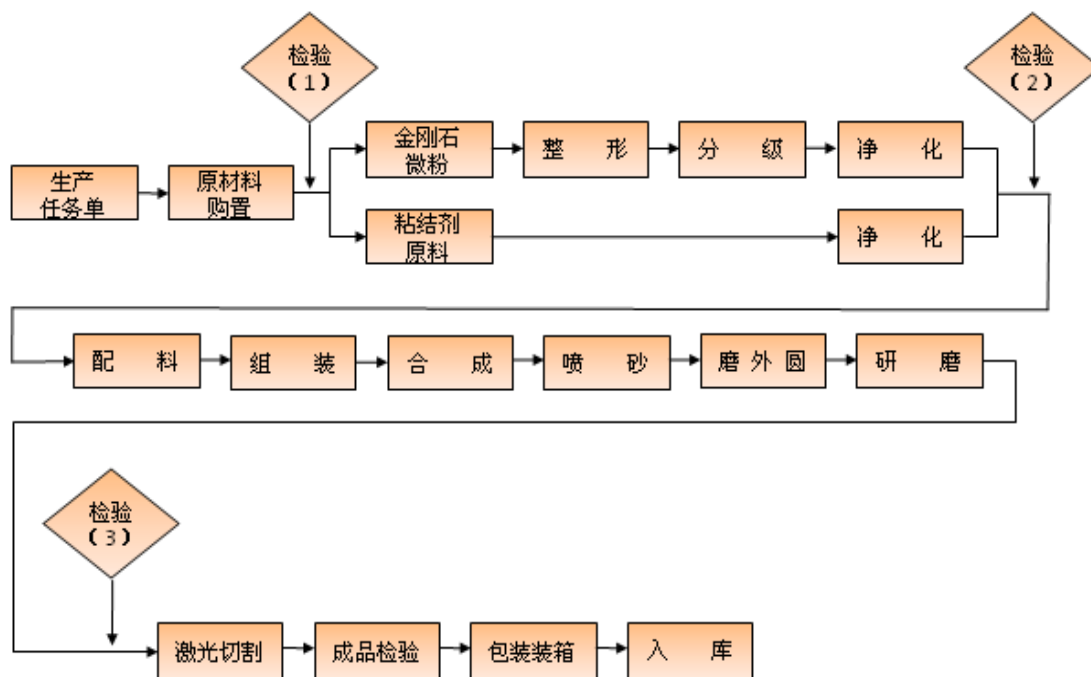 检验
（1）
检验
（2）
金刚石
微粉
整 形
分 级
净 化
生产
任务单
原材料
购置
粘结剂
原料
净 化
配 料
组 装
合 成
喷 砂
磨 外 圆
研 磨
检验
（3）
激光切割
成品检验
包装装箱
入 库